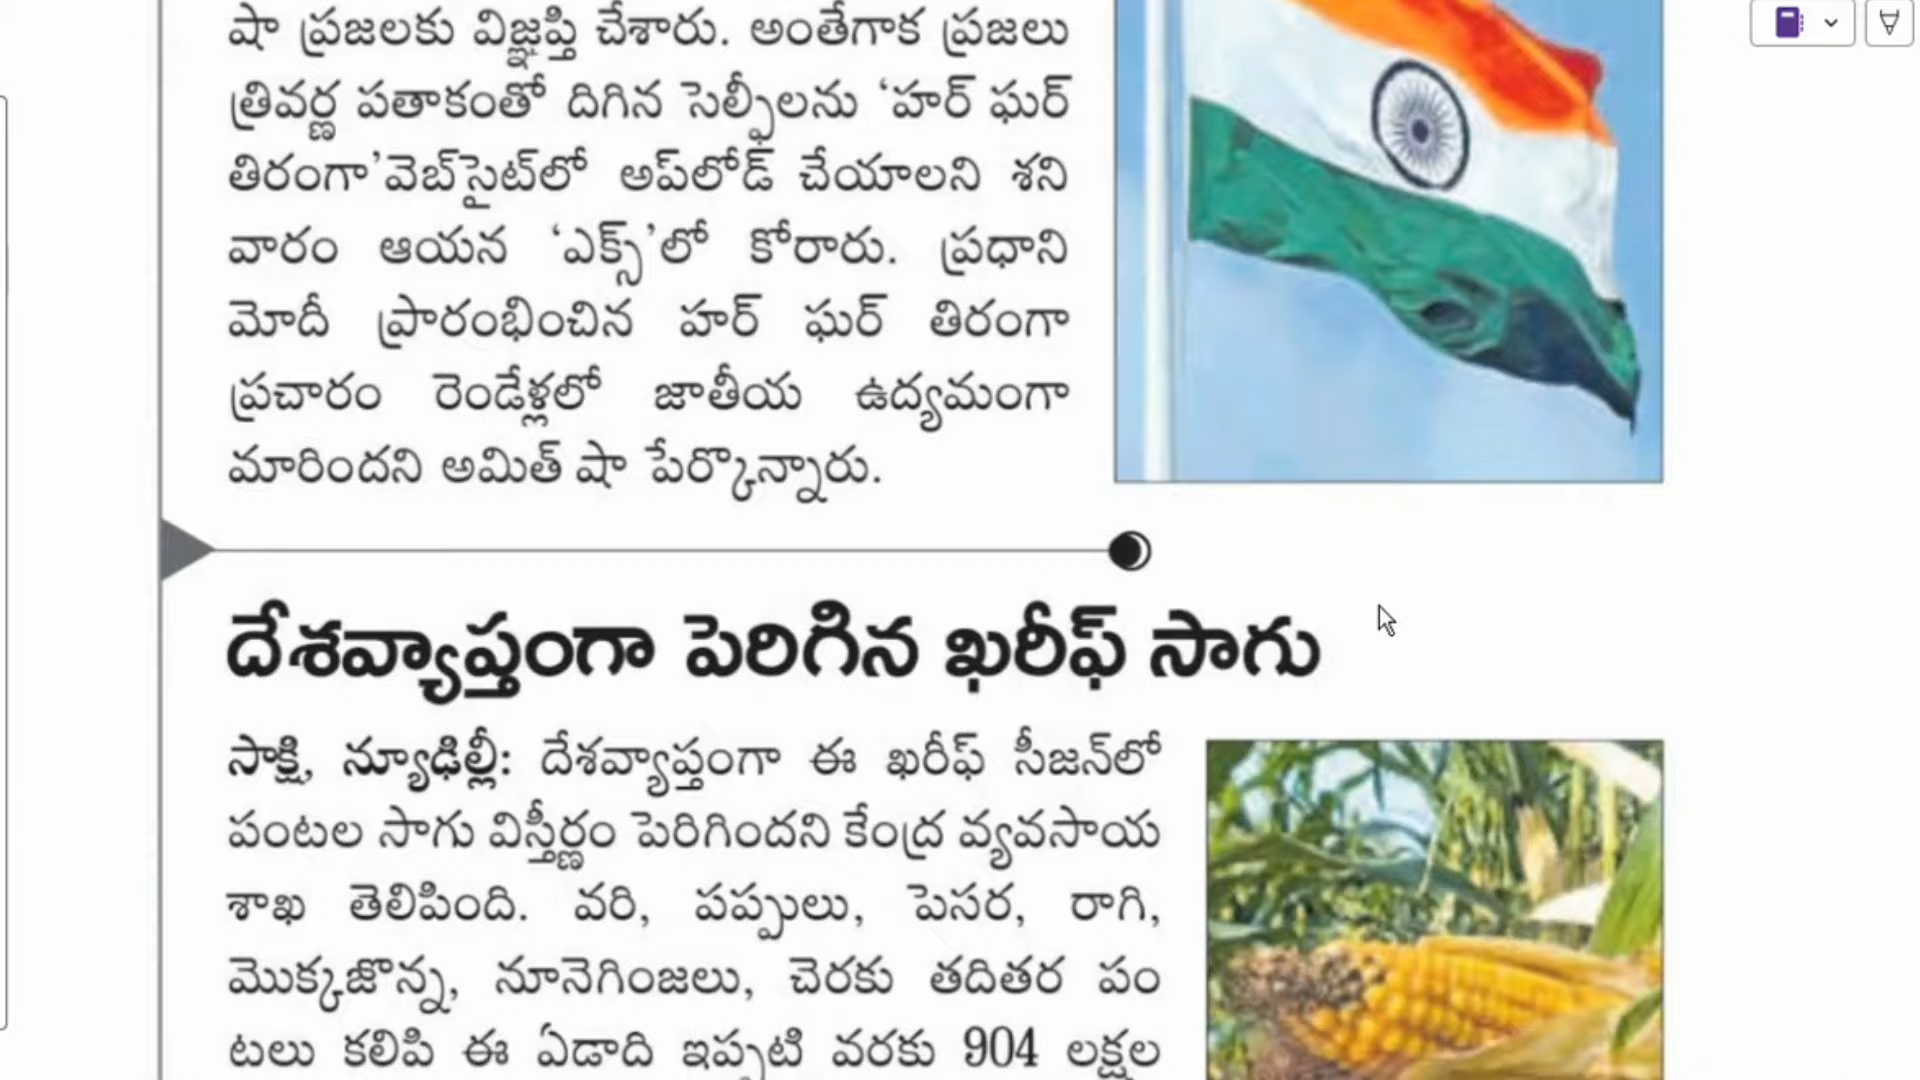 షా ప్రజలకు విజ్ఞప్తి చేశారు. అంతేగాక ప్రజలు
త్రివర్ణ పతాకంతో దిగిన సెల్ఫీలను ‘హర్ ఘర్
తిరంగా’వెబ్‌సైట్‌లో అప్‌లోడ్ చేయాలని శని
వారం ఆయన ‘ఎక్స్’లో కోరారు. ప్రధాని
మోదీ ప్రారంభించిన హర్ ఘర్ తిరంగా
ప్రచారం రెండేళ్లలో జాతీయ ఉద్యమంగా
మారిందని అమిత్ షా పేర్కొన్నారు.
దేశవ్యాప్తంగా పెరిగిన ఖరీఫ్ సాగు
సాక్షి, న్యూఢిల్లీ: దేశవ్యాప్తంగా ఈ ఖరీఫ్ సీజన్‌లో
పంటల సాగు విస్తీర్ణం పెరిగిందని కేంద్ర వ్యవసాయ
శాఖ తెలిపింది. వరి, పప్పులు, పెసర, రాగి,
మొక్కజొన్న, నూనెగింజలు, చెరకు తదితర పం
టలు కలిపి ఈ ఏడాది ఇప్పటి వరకు 904 లక్షల